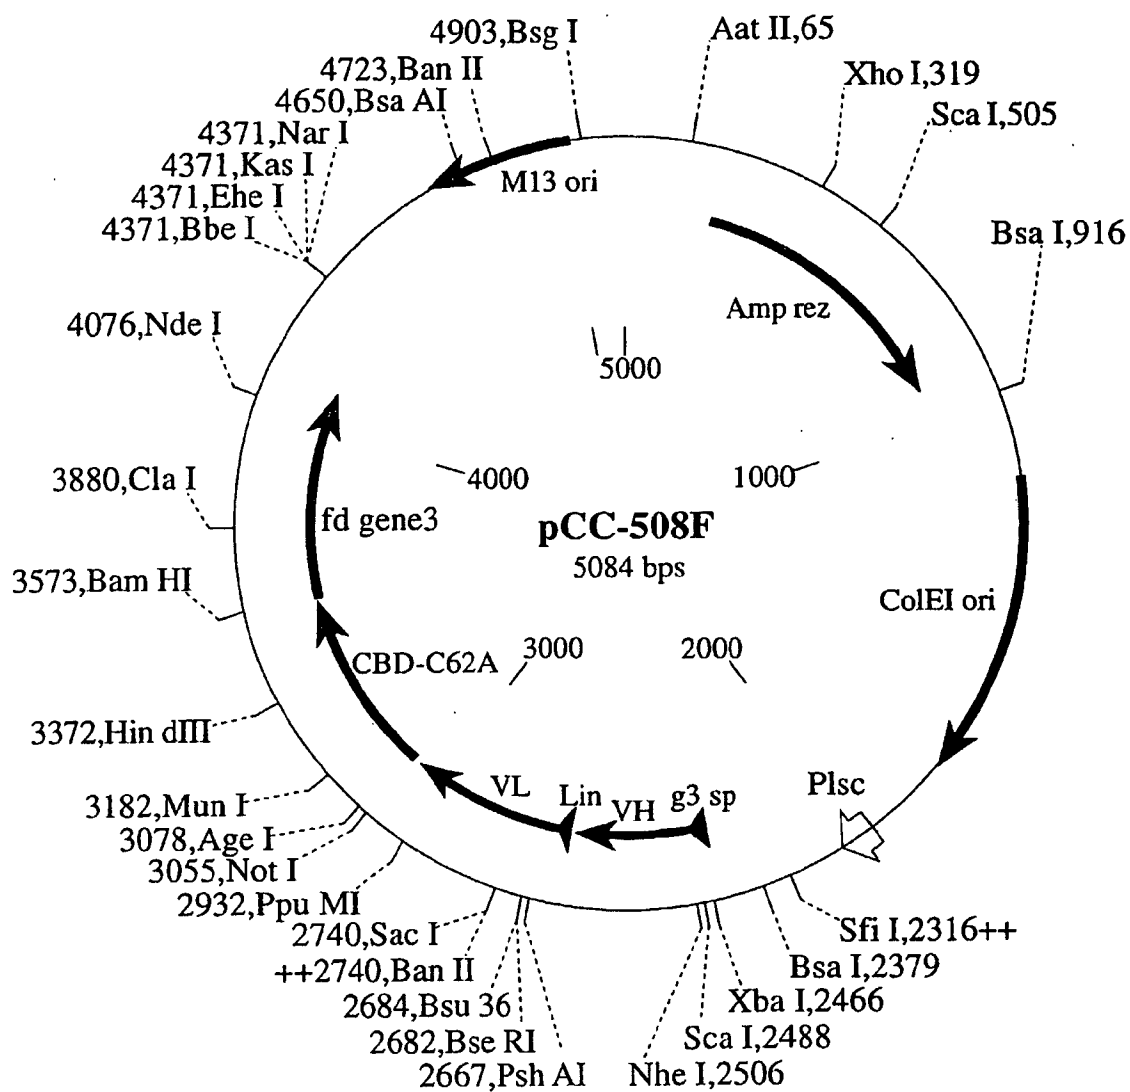 4903,Bsg I
Aat II,65
4723,Ban II
4650,Bsa AI
4371,Nar I
4371,Kas I
4371,Ehe I
4371,Bbe I
Xho I,319
Sca I,505
Bsa I,916
M13 ori
Amp rez
4076,Nde I
5000
3880,Cla I
4000
1000
fd gene3
pCC-508F
5084 bps
3573,Bam HI
ColEI ori
CBD-C62A
3000
2000
3372,Hin dIII
VL
Lin
VH
g3 sp
Plsc
3182,Mun I
3078,Age I
3055,Not I
2932,Ppu MI
2740,Sac I
++2740,Ban II
2684,Bsu 36
2682,Bse RI
2667,Psh AI
Sfi I,2316++
Bsa I,2379
Xba I,2466
Sca I,2488
Nhe I,2506